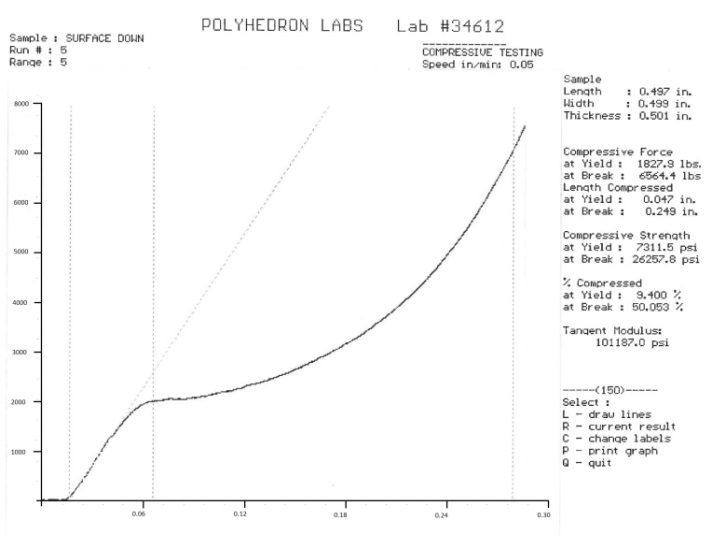 POLYHEDRON LABS Lab #34612
Sample : SURFACE DOWN
Run # : 5
Range : 5
COMPRESSIVE TESTING
Speed in/min: 0.05
Sample
Length : 0.497 in.
Width : 0.499 in.
Thickness : 0.501 in.
Compressive Force
at Yield : 1827.9 lbs.
at Break : 6564.4 lbs
Length Compressed
at Yield : 0.047 in.
at Break : 0.249 in.
Compressive Strength
at Yield : 7311.5 psi
at Break : 26257.8 psi
% Compressed
at Yield : 9.400 %
at Break : 50.053 %
Tangent Modulus:
101187.0 psi
-----(150)-----
Select :
L - draw lines
R - current result
C - change labels
P - print graph
Q - quit
8000
7000
6000
5000
4000
3000
2000
1000
0.06 0.12 0.18 0.24 0.30